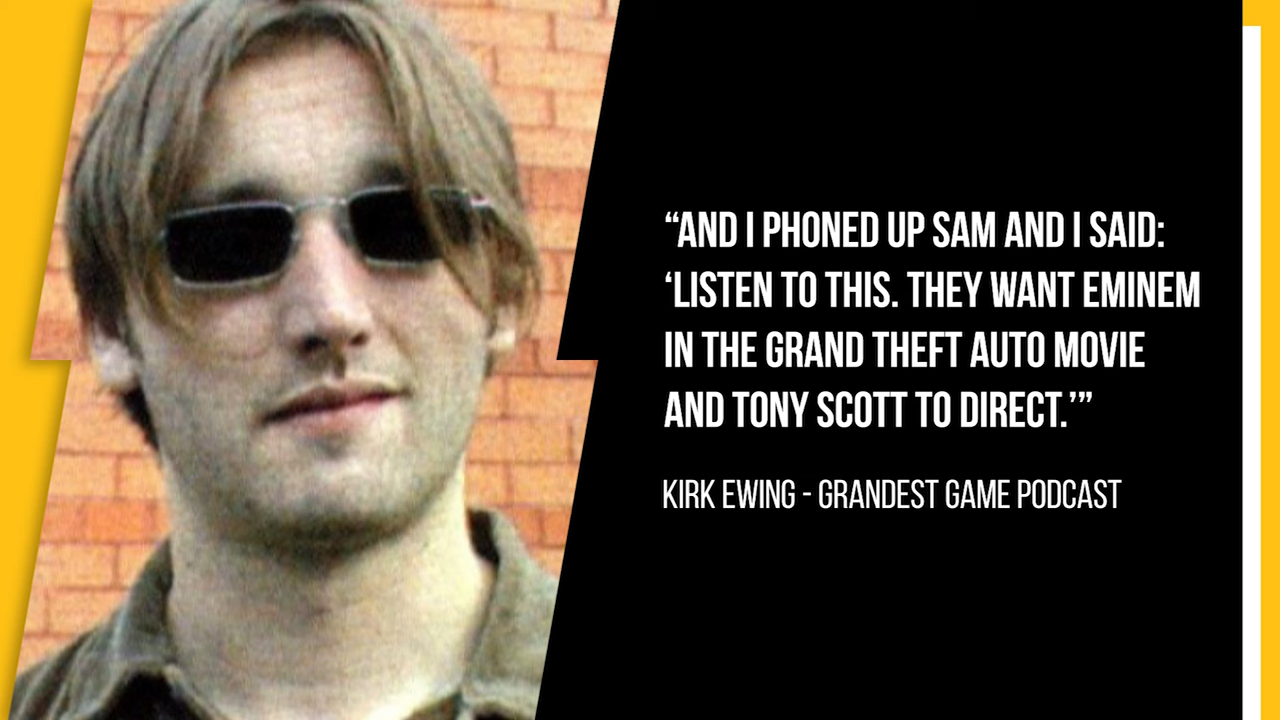 “AND I PHONED UP SAM AND I SAID:
‘LISTEN TO THIS. THEY WANT EMINEM
IN THE GRAND THEFT AUTO MOVIE
AND TONY SCOTT TO DIRECT.’”
KIRK EWING - GRANDEST GAME PODCAST